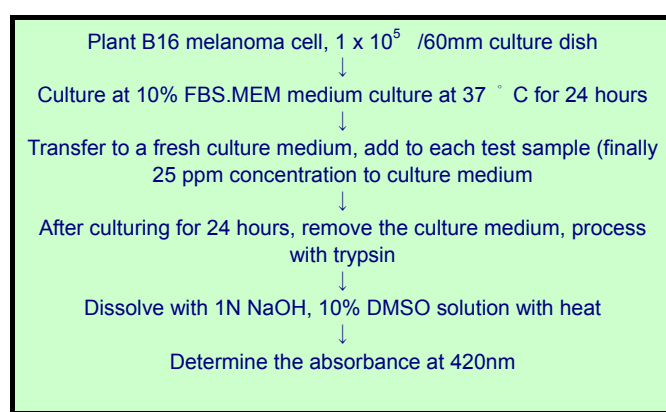 Plant B16 melanoma cell, 1 x 10⁵ /60mm culture dish
↓
Culture at 10% FBS.MEM medium culture at 37 ° C for 24 hours
↓
Transfer to a fresh culture medium, add to each test sample (finally
25 ppm concentration to culture medium
↓
After culturing for 24 hours, remove the culture medium, process
with trypsin
↓
Dissolve with 1N NaOH, 10% DMSO solution with heat
↓
Determine the absorbance at 420nm